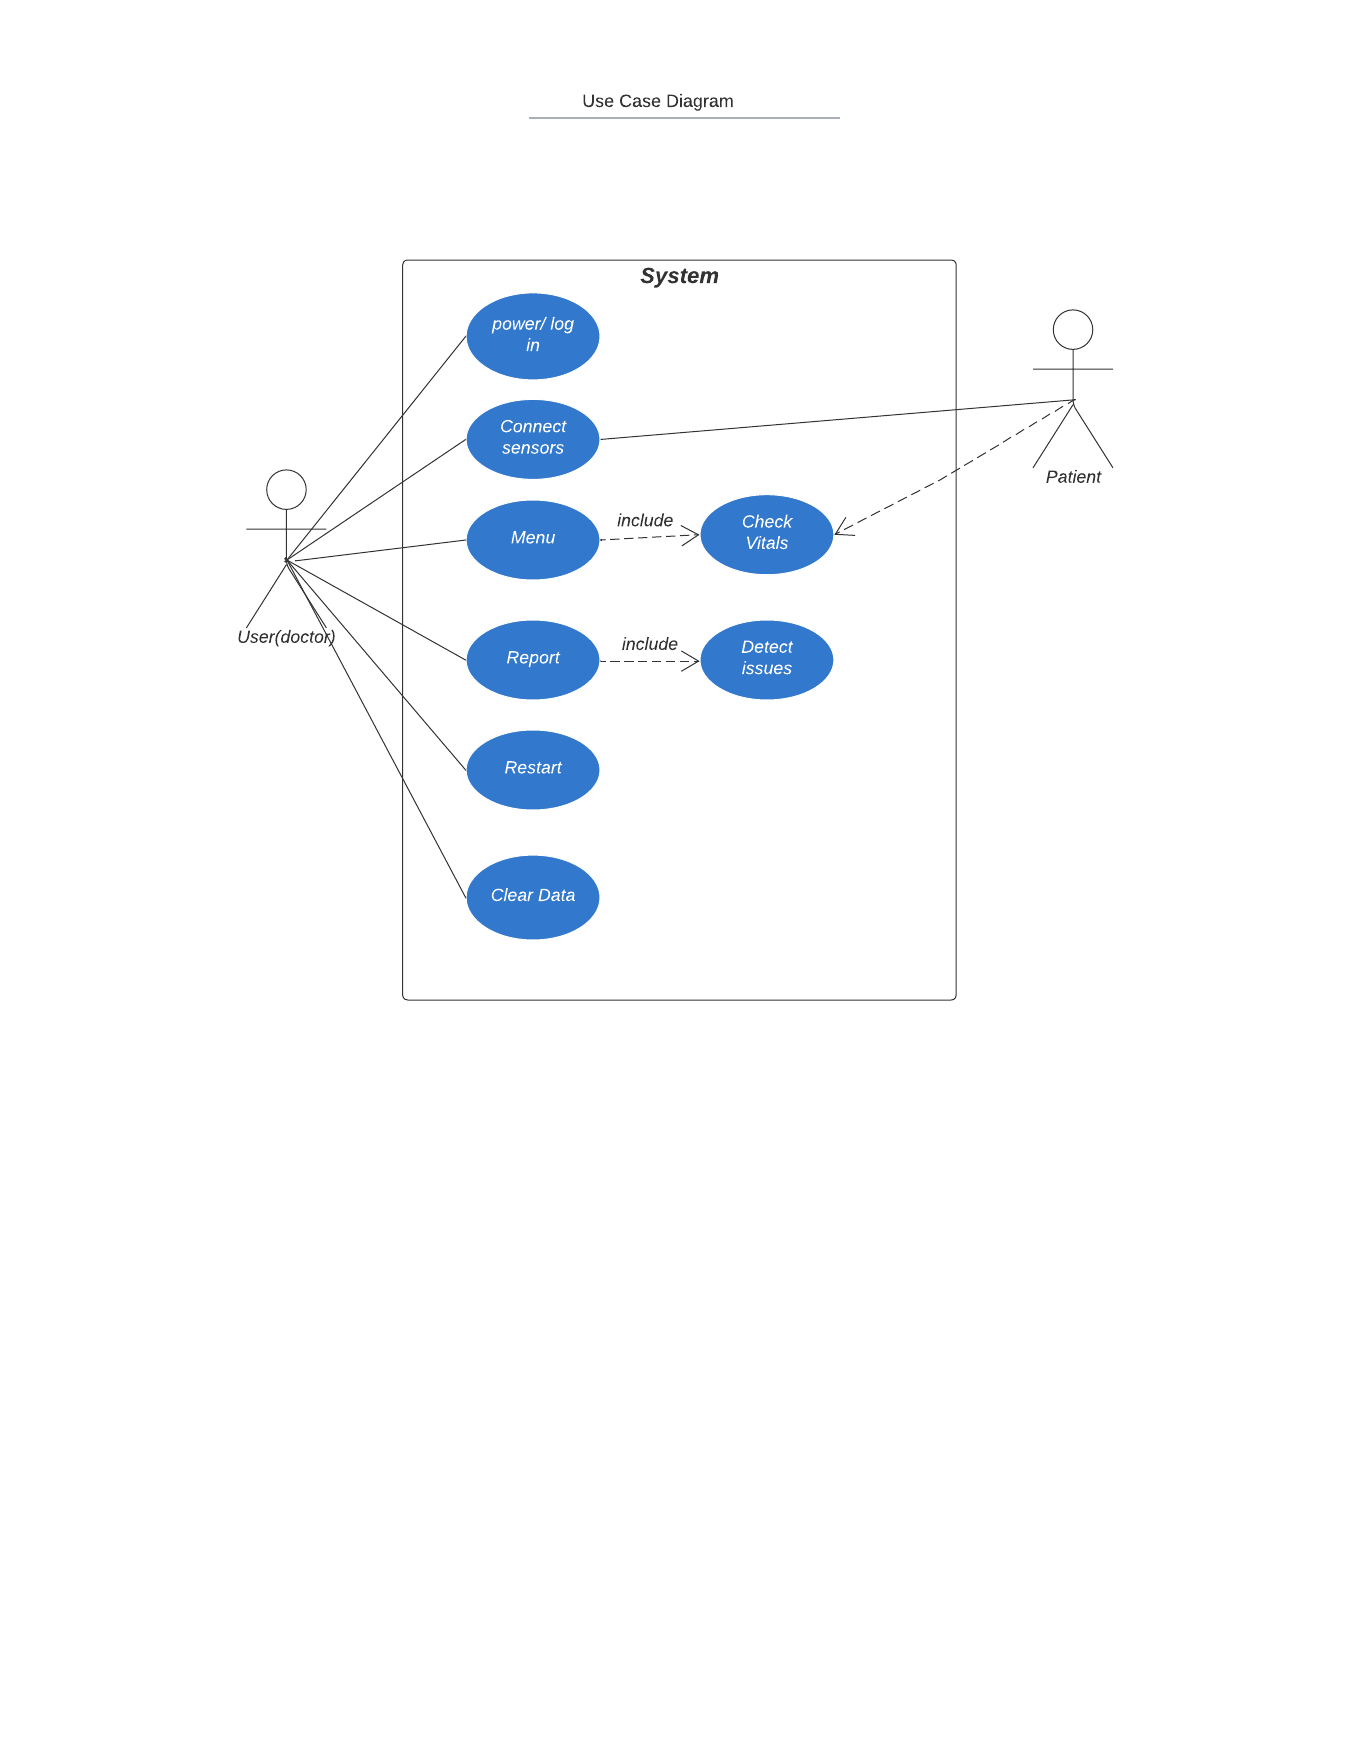 Use Case Diagram
System
power/ log
in
Connect
sensors
Patient
include
Check
Vitals
Menu
User(doctor)
include
Detect
issues
Report
Restart
Clear Data